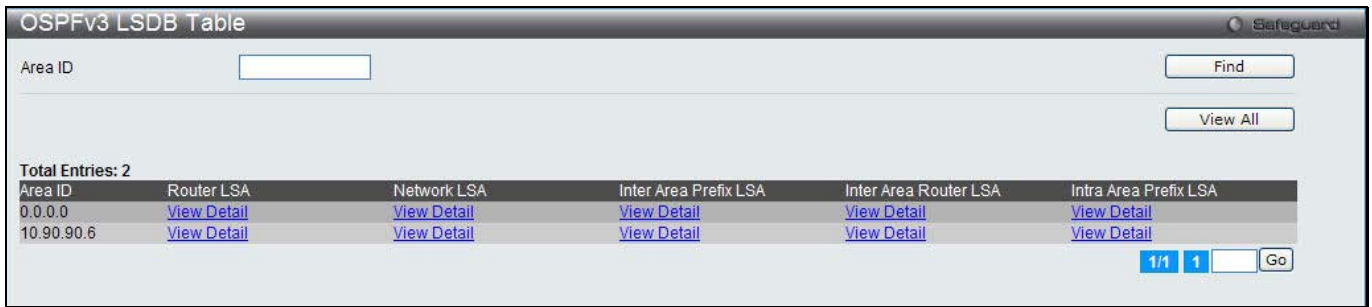 OSPFv3 LSDB Table
Safeguard
Area ID
Find
View All
Total Entries: 2
Area ID Router LSA Network LSA Inter Area Prefix LSA Inter Area Router LSA Intra Area Prefix LSA
0.0.0.0 View Detail View Detail View Detail View Detail View Detail
10.90.90.6 View Detail View Detail View Detail View Detail View Detail
1/1 1 Go